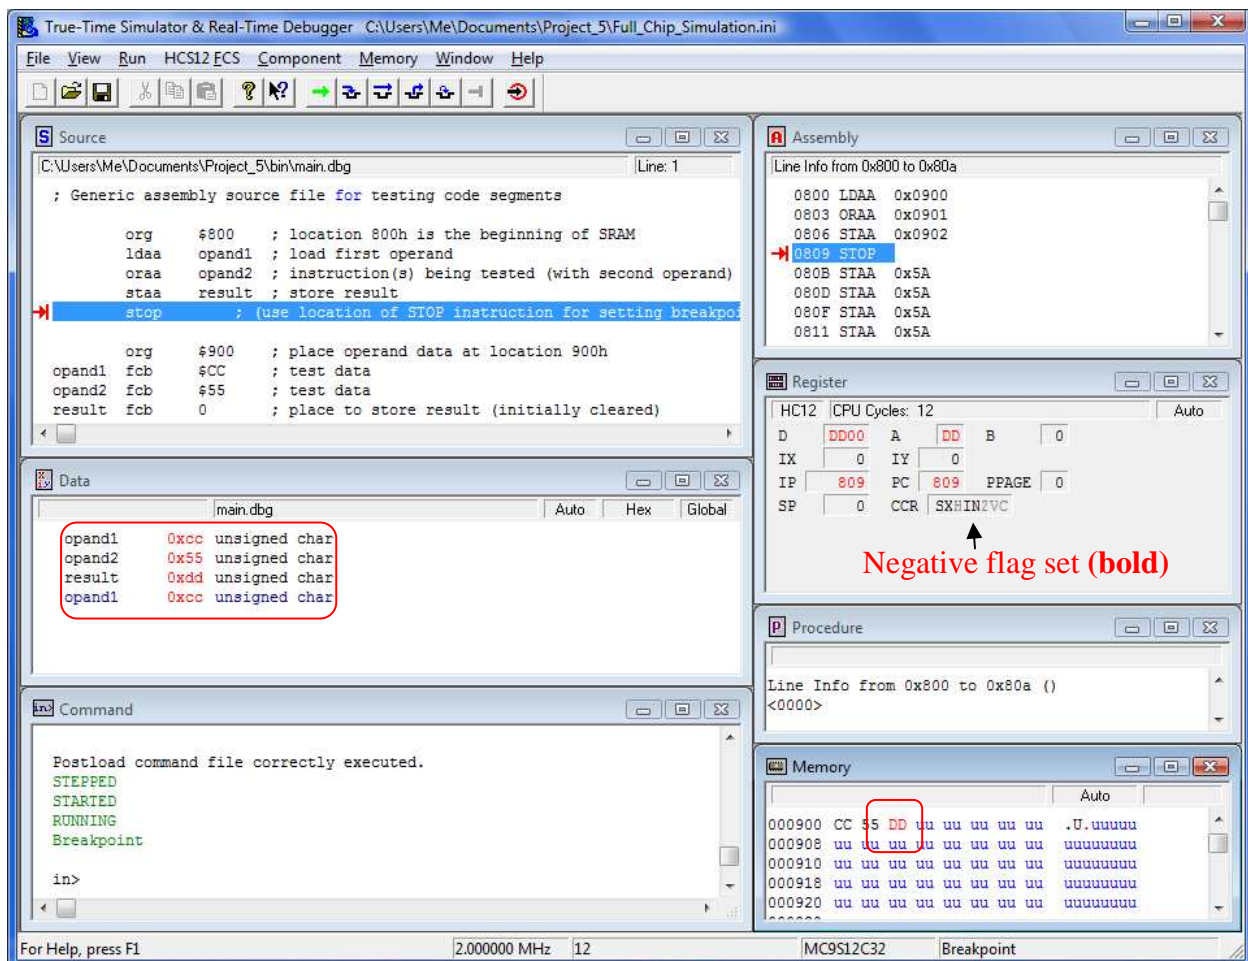 True-Time Simulator & Real-Time Debugger C:\Users\Me\Documents\Project_5\Full_Chip_Simulation.ini
File View Run HCS12 FCS Component Memory Window Help
Source
C:\Users\Me\Documents\Project_5\bin\main.dbg Line: 1
; Generic assembly source file for testing code segments
org $800 ; location 800h is the beginning of SRAM
ldaa opand1 ; load first operand
oraa opand2 ; instruction(s) being tested (with second operand)
staa result ; store result
stop ; (use location of STOP instruction for setting breakpoi
org $900 ; place operand data at location 900h
opand1 fcb $CC ; test data
opand2 fcb $55 ; test data
result fcb 0 ; place to store result (initially cleared)
Assembly
Line Info from 0x800 to 0x80a
0800 LDAA 0x0900
0803 ORAA 0x0901
0806 STAA 0x0902
0809 STOP
080B STAA 0x5A
080D STAA 0x5A
080F STAA 0x5A
0811 STAA 0x5A
Register
HC12 CPU Cycles: 12 Auto
D DD00 A DD B 0
IX 0 IY 0
IP 809 PC 809 PPAGE 0
SP 0 CCR SXHINZVC
Negative flag set (bold)
Data
main.dbg Auto Hex Global
opand1 0xcc unsigned char
opand2 0x55 unsigned char
result 0xdd unsigned char
opand1 0xcc unsigned char
Procedure
Line Info from 0x800 to 0x80a ()
<0000>
Command
Postload command file correctly executed.
STEPPED
STARTED
RUNNING
Breakpoint
in>
Memory
Auto
000900 CC 55 DD uu uu uu uu uu .U.uuuuu
000908 uu uu uu uu uu uu uu uu uuuuuuuu
000910 uu uu uu uu uu uu uu uu uuuuuuuu
000918 uu uu uu uu uu uu uu uu uuuuuuuu
000920 uu uu uu uu uu uu uu uu uuuuuuuu
For Help, press F1 2.000000 MHz 12 MC9S12C32 Breakpoint